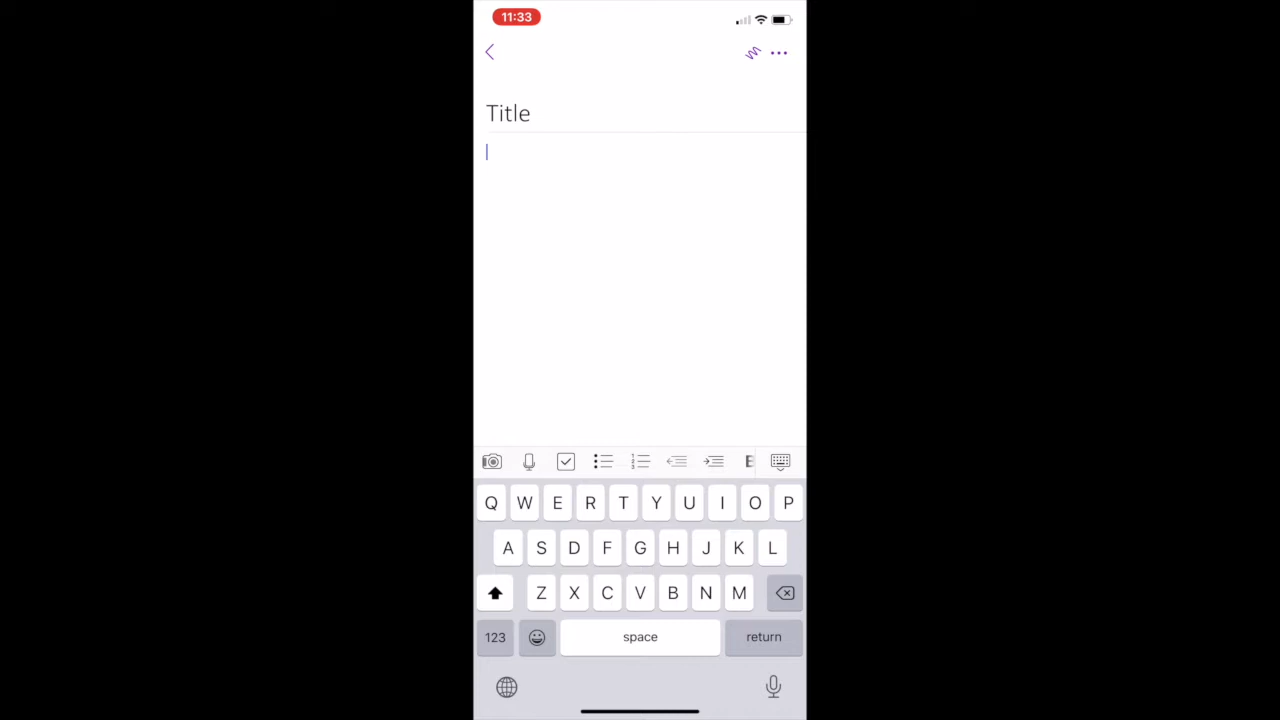 11:33
Title
B
Q W E R T Y U I O P
A S D F G H J K L
Z X C V B N M
123 space return